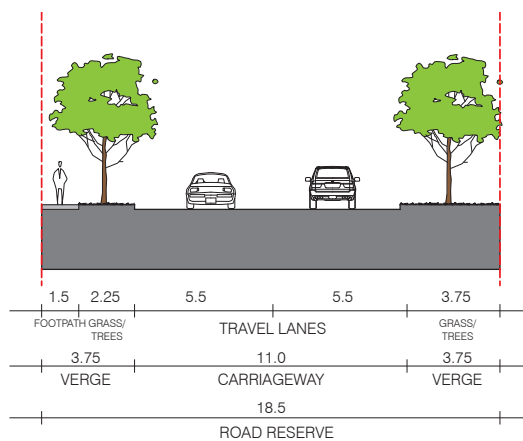 1.5 2.25 5.5 5.5 3.75
FOOTPATH GRASS/ TREES TRAVEL LANES GRASS/ TREES
3.75 11.0 3.75
VERGE CARRIAGEWAY VERGE
18.5
ROAD RESERVE